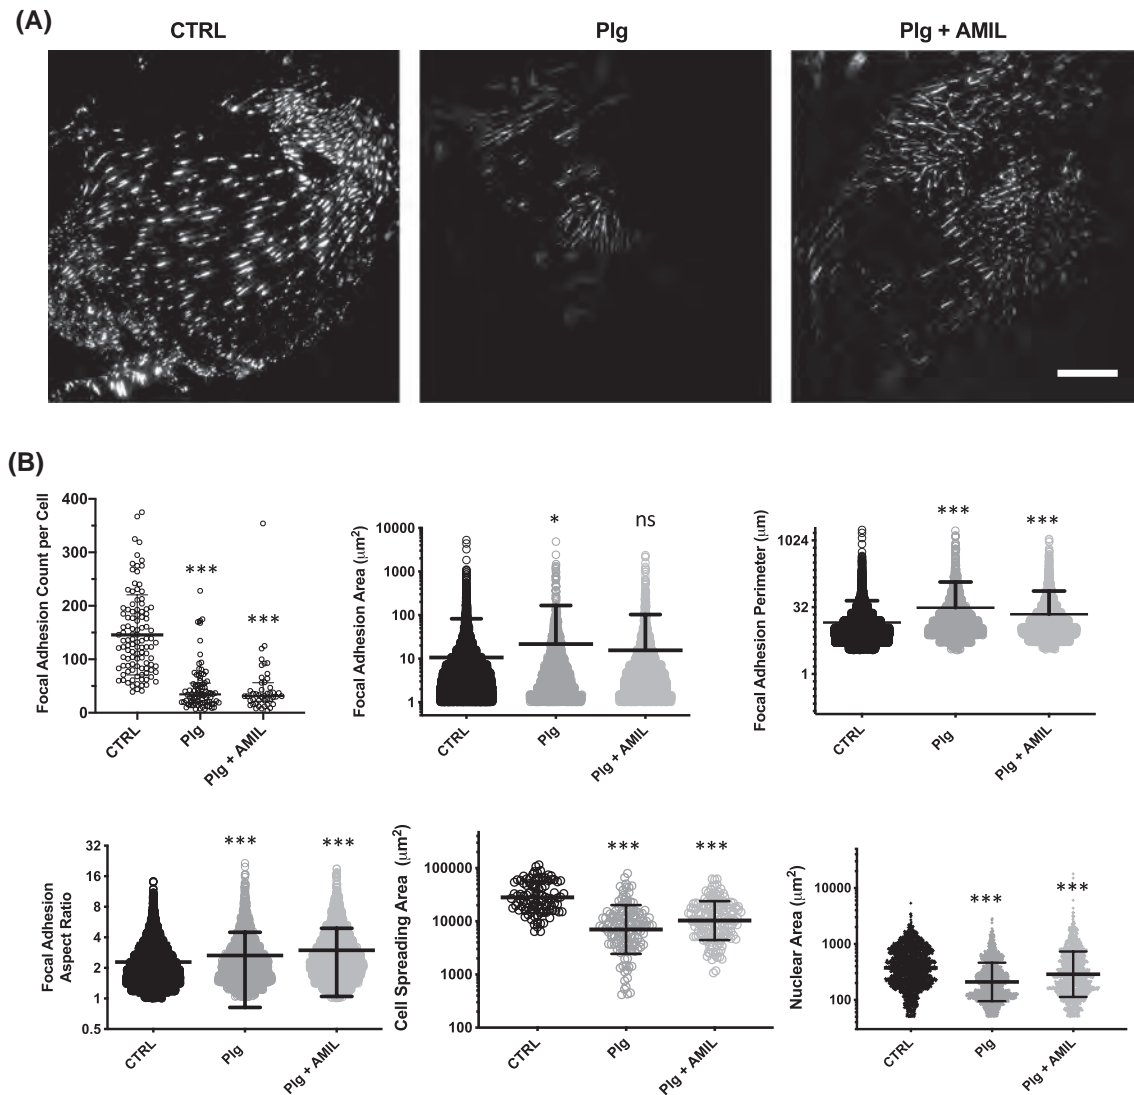 (A)
CTRL
Plg
Plg + AMIL
(B)
Focal Adhesion Count per Cell
400
300
200
100
0
***
***
CTRL
Plg
Plg + AMIL
Focal Adhesion Area (μm²)
10000
1000
100
10
1
*
ns
CTRL
Plg
Plg + AMIL
Focal Adhesion Perimeter (μm)
1024
32
1
***
***
CTRL
Plg
Plg + AMIL
Focal Adhesion
Aspect Ratio
32
16
8
4
2
1
0.5
***
***
CTRL
Plg
Plg + AMIL
Cell Spreading Area (μm²)
100000
10000
1000
100
***
***
CTRL
Plg
Plg + AMIL
Nuclear Area (μm²)
10000
1000
100
***
***
CTRL
Plg
Plg + AMIL